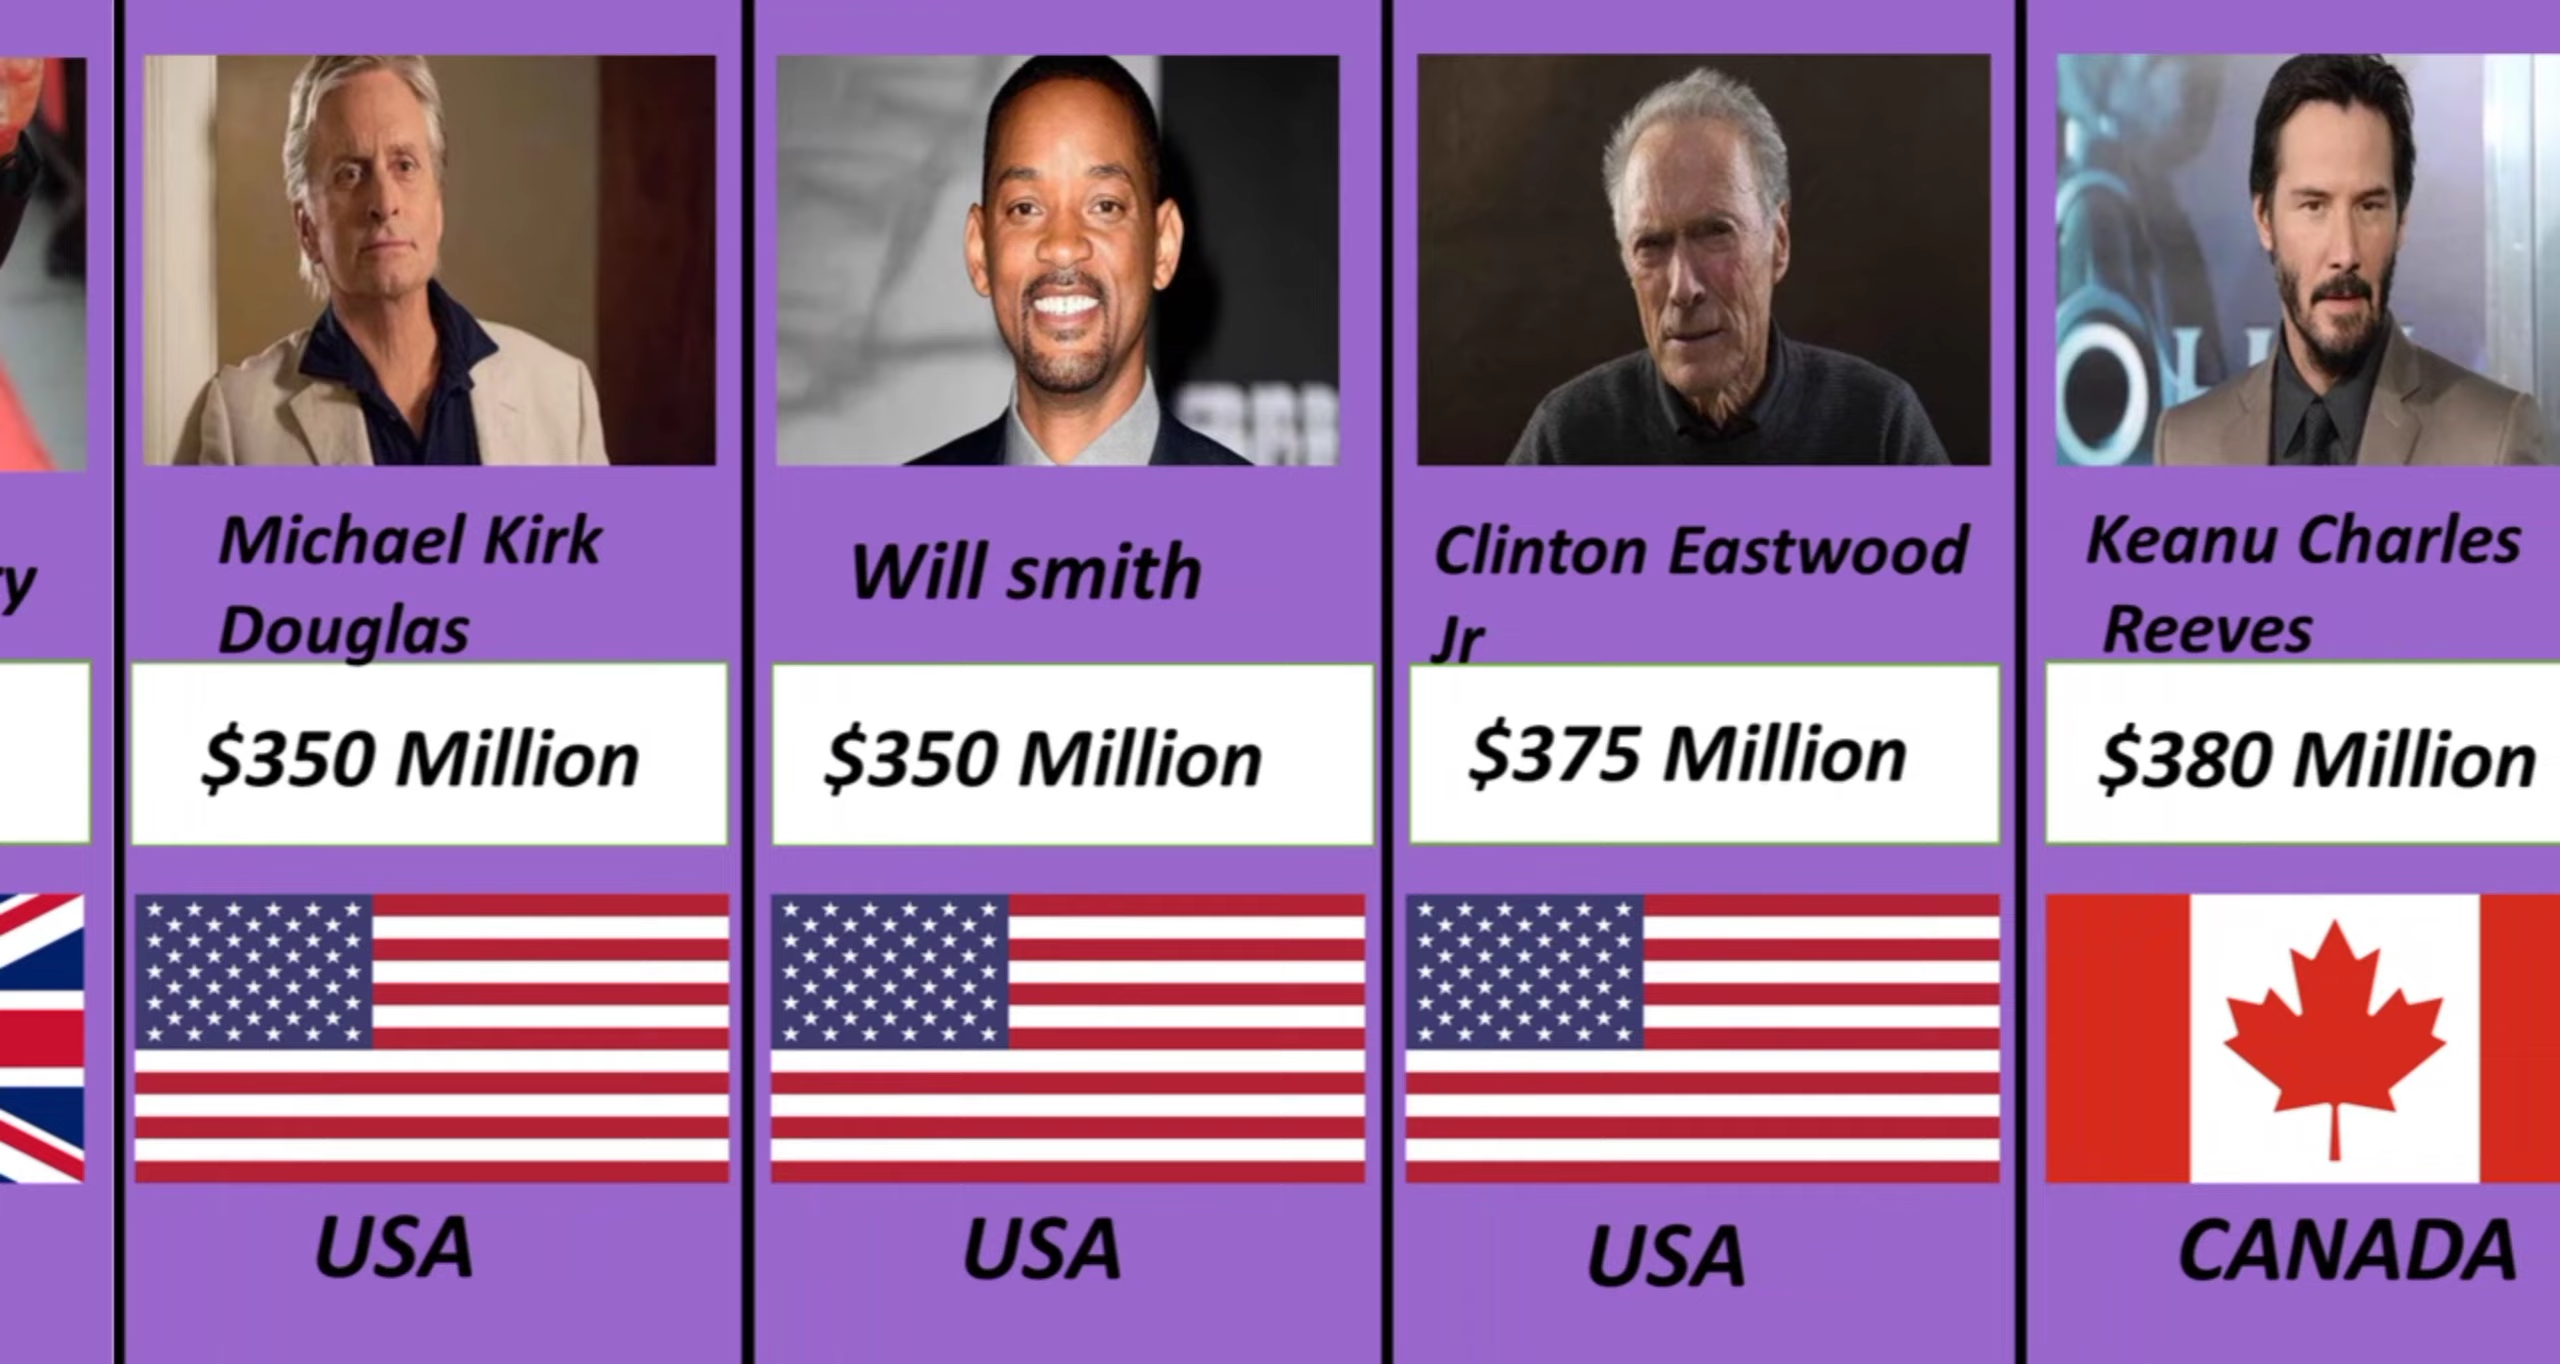 Michael Kirk
Douglas
$350 Million
USA
Will smith
$350 Million
USA
Clinton Eastwood
Jr
$375 Million
USA
Keanu Charles
Reeves
$380 Million
CANADA